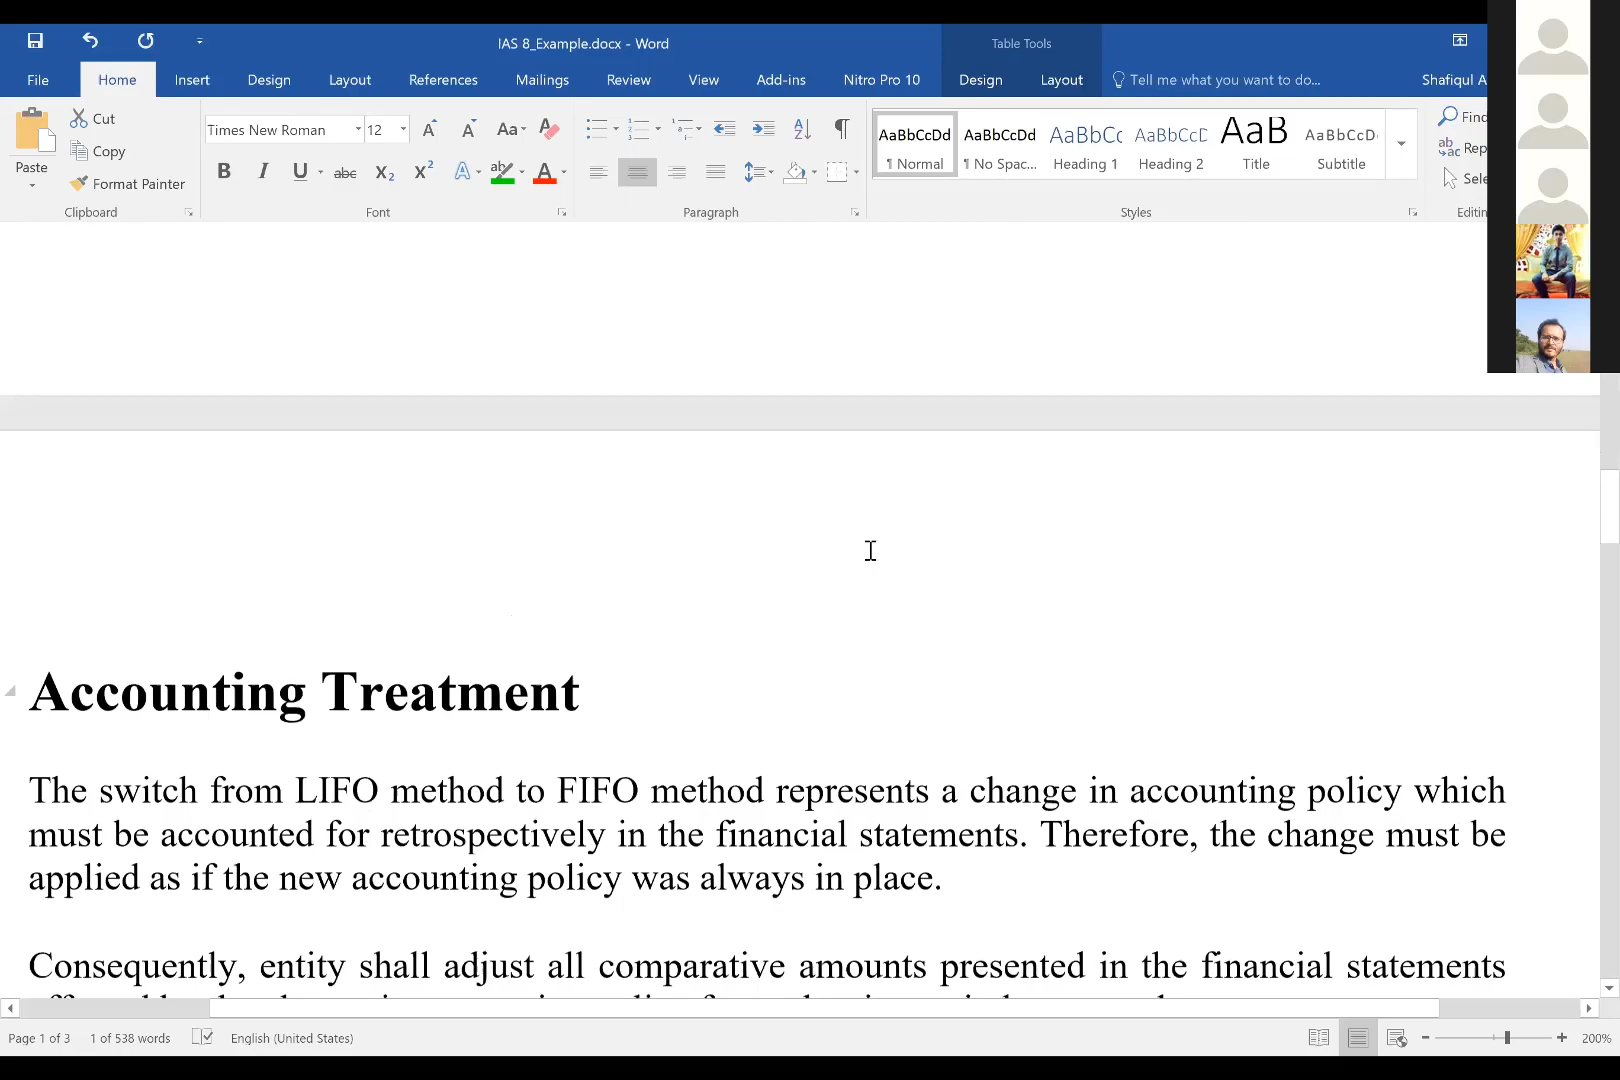 IAS 8_Example.docx - Word
Table Tools
File
Home
Insert
Design
Layout
References
Mailings
Review
View
Add-ins
Nitro Pro 10
Design
Layout
Tell me what you want to do...
Shafiqul A
Paste
Cut
Copy
Format Painter
Clipboard
Times New Roman
12
Font
Paragraph
AaBbCcDd
¶ Normal
AaBbCcDd
¶ No Spac...
AaBbCc
Heading 1
AaBbCcD
Heading 2
AaB
Title
AaBbCcD
Subtitle
Styles
Find
Rep
Sele
Editin
Accounting Treatment
The switch from LIFO method to FIFO method represents a change in accounting policy which
must be accounted for retrospectively in the financial statements. Therefore, the change must be
applied as if the new accounting policy was always in place.
Consequently, entity shall adjust all comparative amounts presented in the financial statements
Page 1 of 3
1 of 538 words
English (United States)
200%